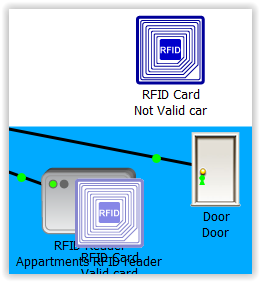 RFID
RFID Card
Not Valid car
RFID
Door
Door
RFID Reader
RFID Card
Appartments RFID reader
Valid card